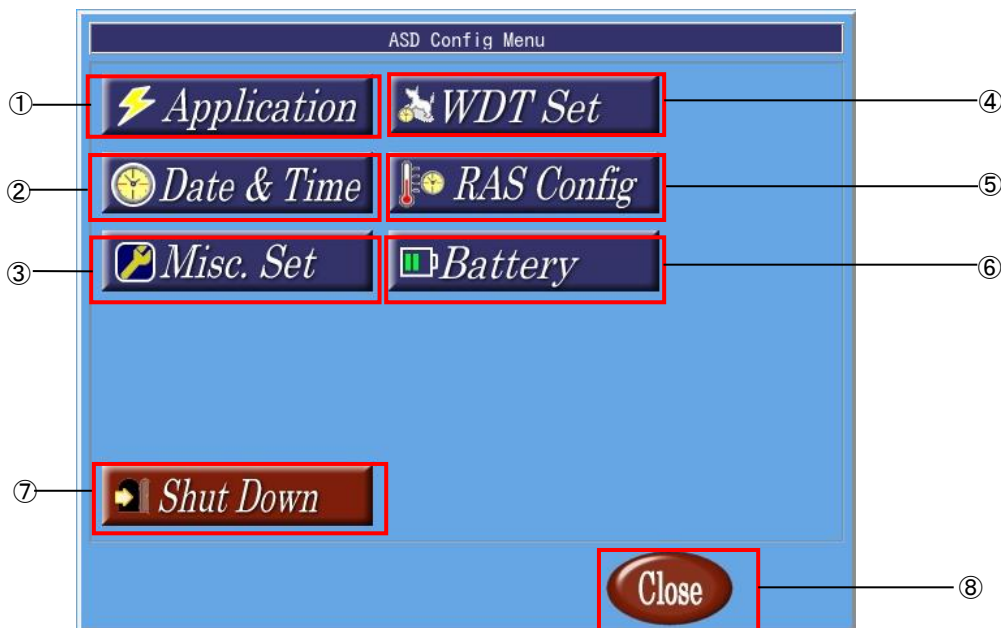 ASD Config Menu
① Application
WDT Set ④
② Date & Time
RAS Config ⑤
③ Misc. Set
Battery ⑥
⑦ Shut Down
Close ⑧